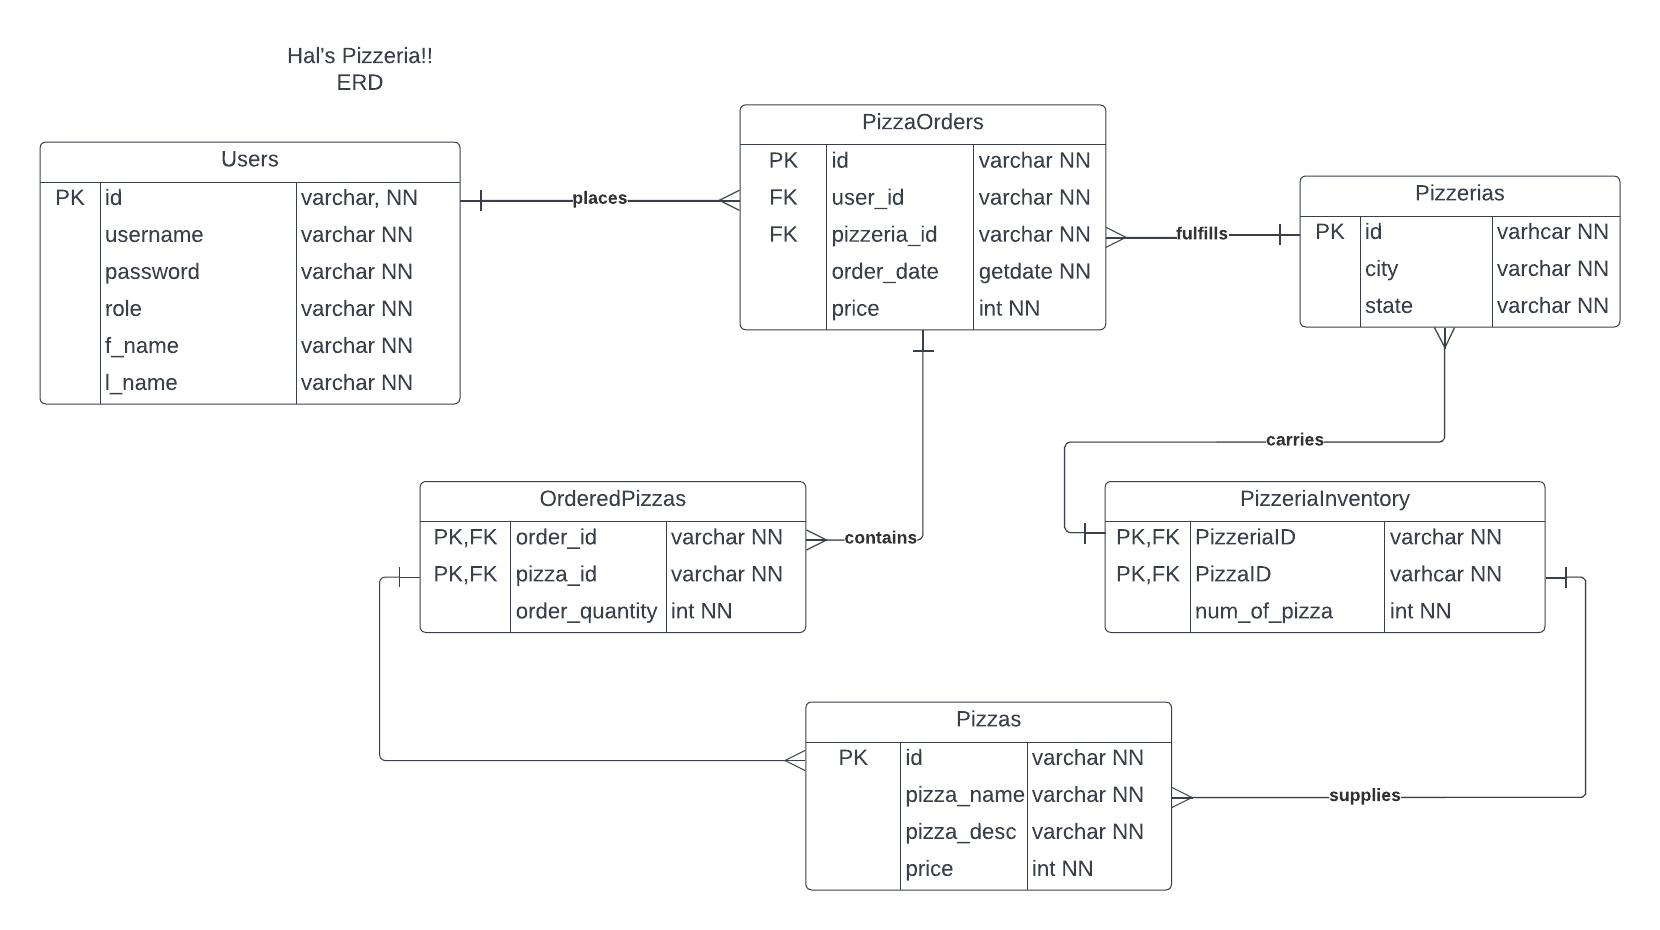 Hal's Pizzeria!!
ERD
Users
PK id varchar, NN
username varchar NN
password varchar NN
role varchar NN
f_name varchar NN
l_name varchar NN
places
PizzaOrders
PK id varchar NN
FK user_id varchar NN
FK pizzeria_id varchar NN
order_date getdate NN
price int NN
fulfills
Pizzerias
PK id varhcar NN
city varchar NN
state varchar NN
carries
OrderedPizzas
PK,FK order_id varchar NN
PK,FK pizza_id varchar NN
order_quantity int NN
contains
PizzeriaInventory
PK,FK PizzeriaID varchar NN
PK,FK PizzaID varhcar NN
num_of_pizza int NN
Pizzas
PK id varchar NN
pizza_name varchar NN
pizza_desc varchar NN
price int NN
supplies